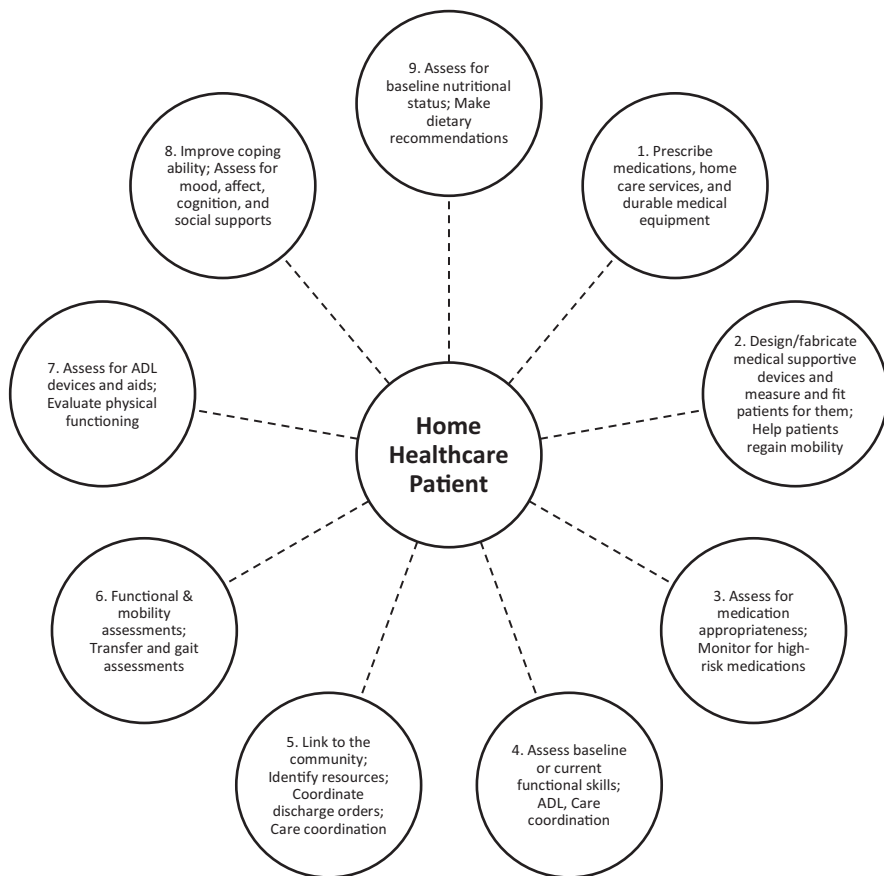 9. Assess for
baseline nutritional
status; Make
dietary
recommendations
1. Prescribe
medications, home
care services, and
durable medical
equipment
2. Design/fabricate
medical supportive
devices and
measure and fit
patients for them;
Help patients
regain mobility
3. Assess for
medication
appropriateness;
Monitor for high-
risk medications
4. Assess baseline
or current
functional skills;
ADL, Care
coordination
5. Link to the
community;
Identify resources;
Coordinate
discharge orders;
Care coordination
6. Functional &
mobility
assessments;
Transfer and gait
assessments
7. Assess for ADL
devices and aids;
Evaluate physical
functioning
8. Improve coping
ability; Assess for
mood, affect,
cognition, and
social supports
Home
Healthcare
Patient